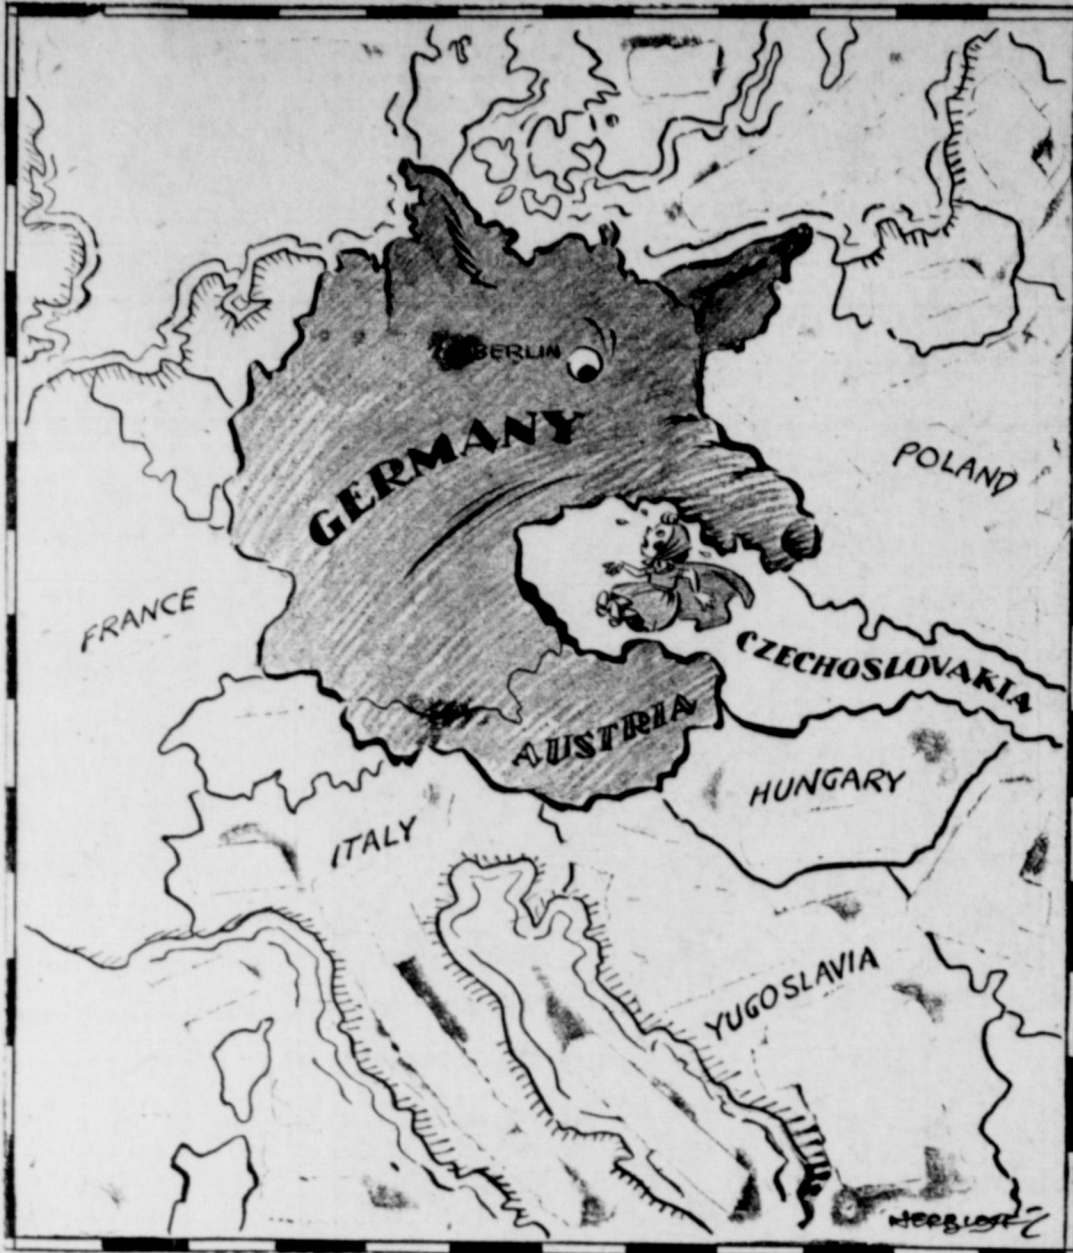 BERLIN
GERMANY
POLAND
FRANCE
CZECHOSLOVAKIA
AUSTRIA
HUNGARY
ITALY
YUGOSLAVIA
HERBLOCK